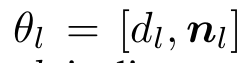 θ_l = [d_l, n_l]